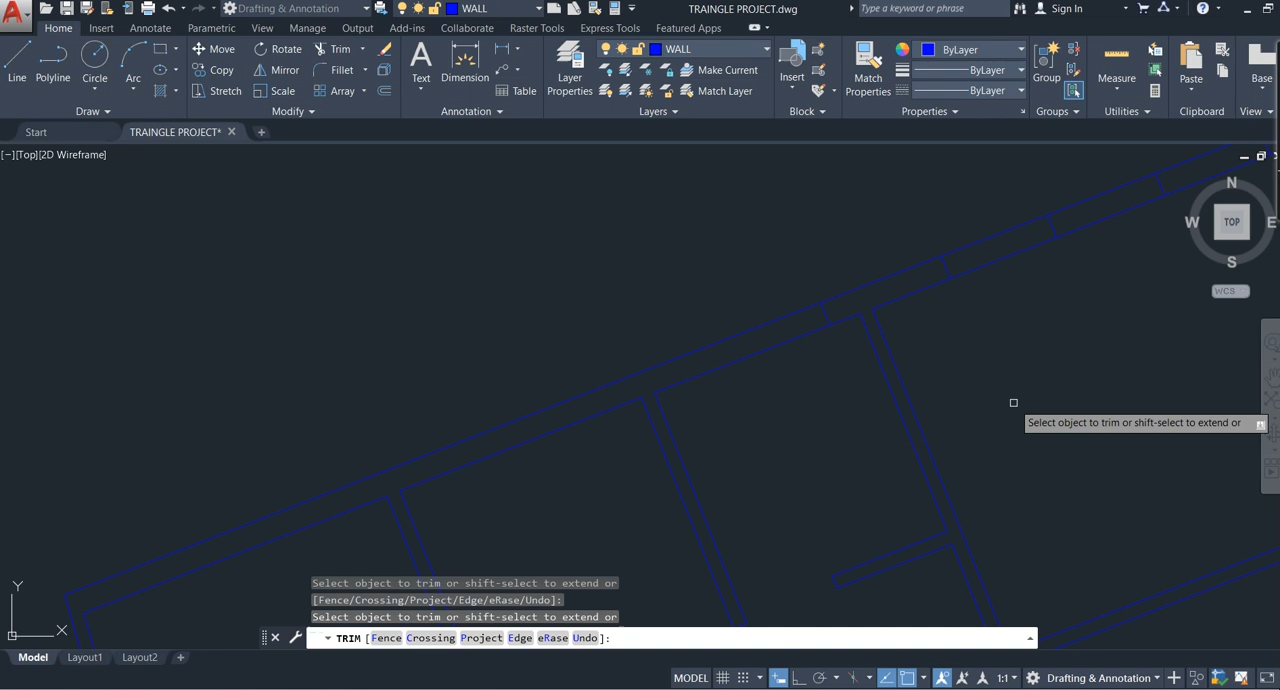 Drafting & Annotation
WALL
TRAINGLE PROJECT.dwg
Type a keyword or phrase
Sign In
Home
Insert
Annotate
Parametric
View
Manage
Output
Add-ins
Collaborate
Express Tools
Raster Tools
Featured Apps
Line
Polyline
Circle
Arc
Move
Rotate
Trim
Copy
Mirror
Fillet
Stretch
Scale
Array
Text
Dimension
Table
Layer
Properties
WALL
Make Current
Match Layer
Insert
Match
Properties
ByLayer
ByLayer
ByLayer
Group
Measure
Paste
Base
Draw
Modify
Annotation
Layers
Block
Properties
Groups
Utilities
Clipboard
View
Start
TRAINGLE PROJECT*
[−][Top][2D Wireframe]
N
W
TOP
E
S
WCS
Select object to trim or shift-select to extend or
Select object to trim or shift-select to extend or
[Fence/Crossing/Project/Edge/eRase/Undo]:
Select object to trim or shift-select to extend or
TRIM [Fence Crossing Project Edge eRase Undo]:
Y
X
Model
Layout1
Layout2
MODEL
1:1
Drafting & Annotation